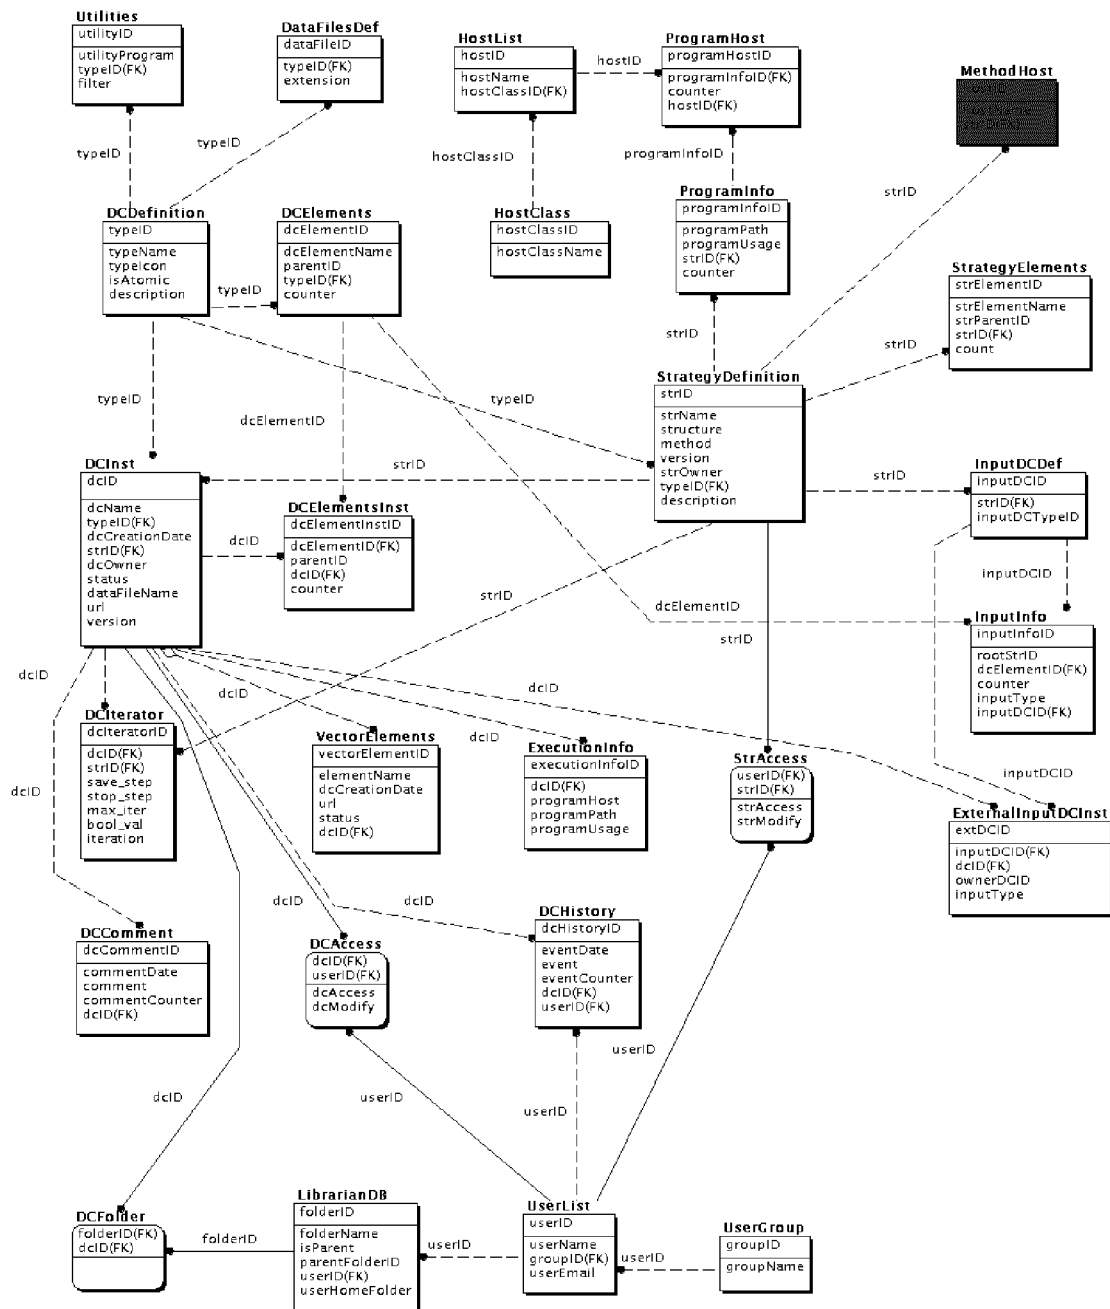 Utilities
utilityID
utilityProgram
typeID(FK)
filter
DataFilesDef
dataFileID
typeID(FK)
extension
HostList
hostID
hostName
hostClassID(FK)
hostID
ProgramHost
programHostID
programInfoID(FK)
counter
hostID(FK)
MethodHost
hostID
hostName
strID(FK)
typeID
typeID
hostClassID
programInfoID
strID
DCDefinition
typeID
typeName
typeIcon
isAtomic
description
typeID
DCElements
dcElementID
dcElementName
parentID
typeID(FK)
counter
HostClass
hostClassID
hostClassName
ProgramInfo
programInfoID
programPath
programUsage
strID(FK)
counter
StrategyElements
strElementID
strElementName
strParentID
strID(FK)
count
strID
strID
typeID
dcElementID
typeID
StrategyDefinition
strID
strName
structure
method
version
strOwner
typeID(FK)
description
DCInst
dcID
dcName
typeID(FK)
dcCreationDate
strID(FK)
dcOwner
status
dataFileName
url
version
strID
strID
InputDCDef
inputDCID
strID(FK)
inputDCTypeID
DCElementsInst
dcElementInstID
dcElementID(FK)
parentID
dcID(FK)
counter
dcID
strID
dcElementID
strID
inputDCID
InputInfo
inputInfoID
rootStrID
dcElementID(FK)
counter
inputType
inputDCID(FK)
dcID
dcID
dcID
dcID
dcID
DCIterator
dcIteratorID
dcID(FK)
strID(FK)
save_step
stop_step
max_iter
bool_val
iteration
VectorElements
vectorElementID
elementName
dcCreationDate
url
status
dcID(FK)
ExecutionInfo
executionInfoID
dcID(FK)
programHost
programPath
programUsage
StrAccess
userID(FK)
strID(FK)
strAccess
strModify
inputDCID
ExternalInputDCInst
extDCID
inputDCID(FK)
dcID(FK)
ownerDCID
inputType
dcID
dcID
DCComment
dcCommentID
commentDate
comment
commentCounter
dcID(FK)
DCAccess
dcID(FK)
userID(FK)
dcAccess
dcModify
DCHistory
dcHistoryID
eventDate
event
eventCounter
dcID(FK)
userID(FK)
userID
dcID
userID
userID
DCFolder
folderID(FK)
dcID(FK)
folderID
LibrarianDB
folderID
folderName
isParent
parentFolderID
userID(FK)
userHomeFolder
userID
UserList
userID
userName
groupID(FK)
userEmail
userID
UserGroup
groupID
groupName